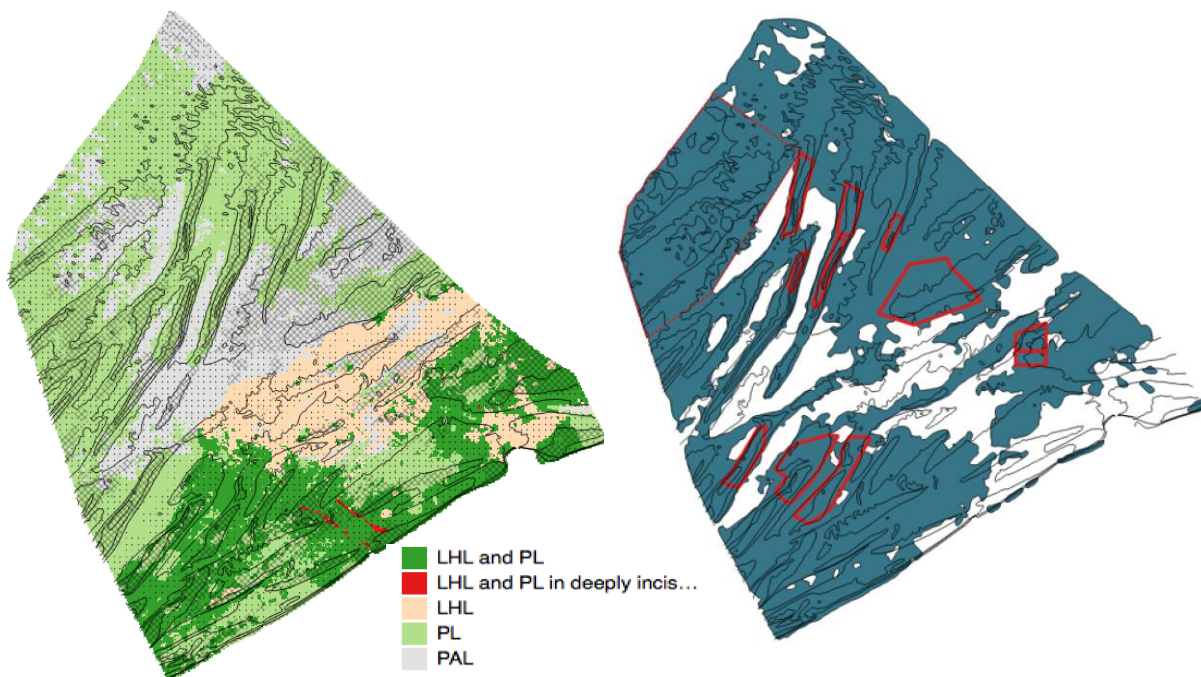 LHL and PL
LHL and PL in deeply incis...
LHL
PL
PAL